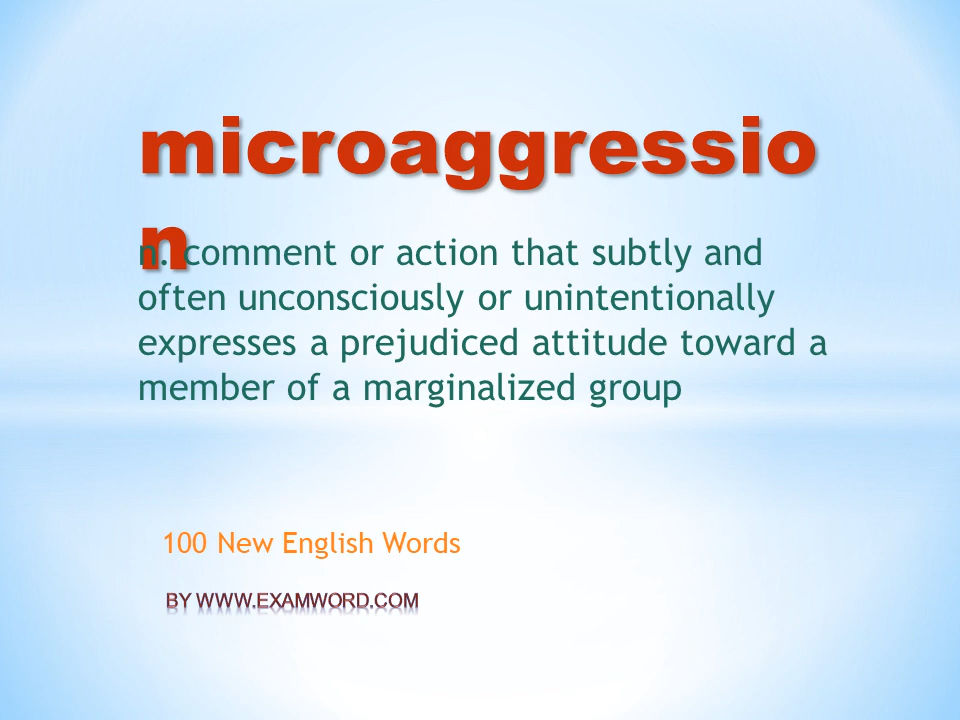 microaggressio
n
n. comment or action that subtly and
often unconsciously or unintentionally
expresses a prejudiced attitude toward a
member of a marginalized group
100 New English Words
BY WWW.EXAMWORD.COM